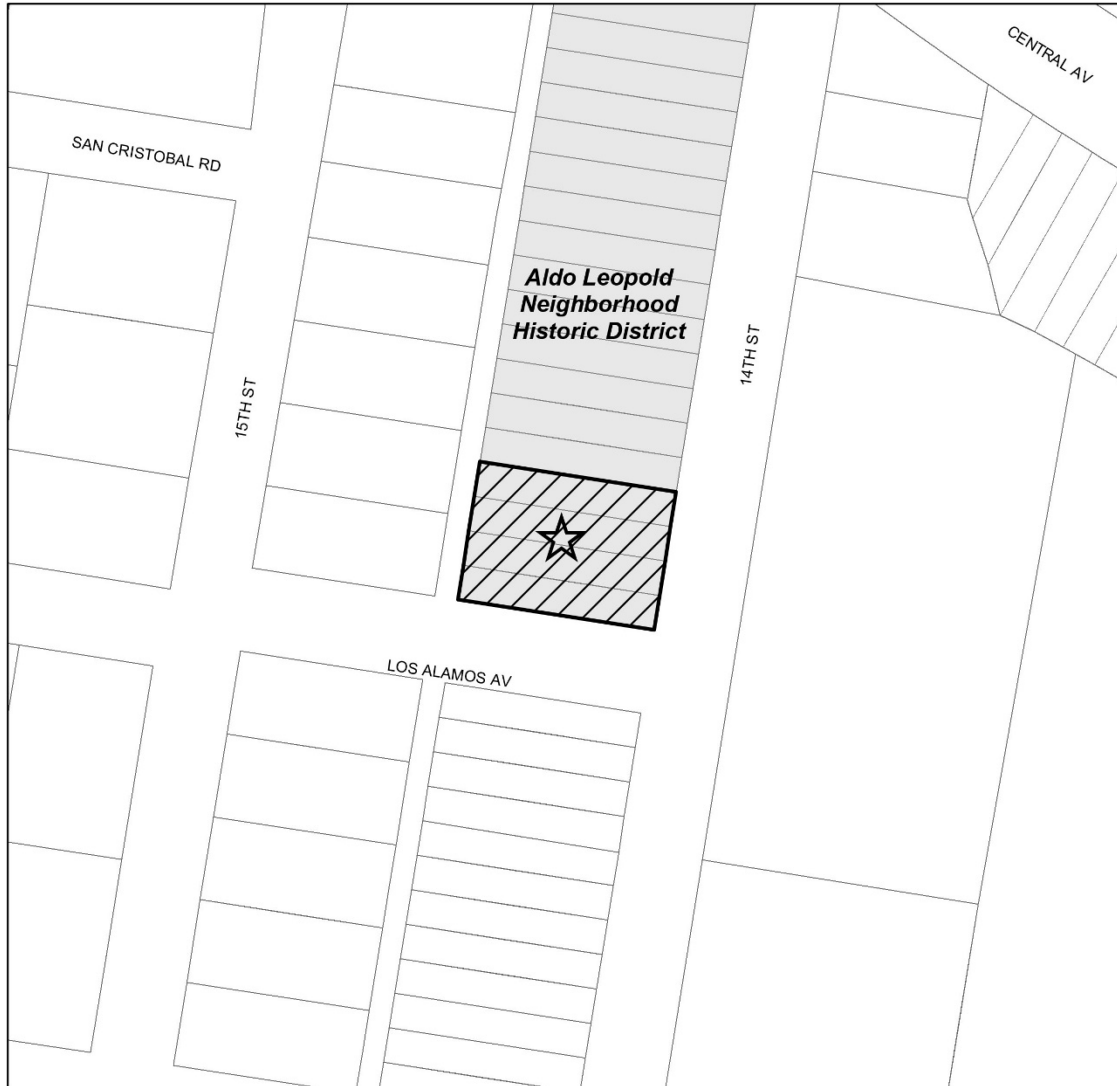 CENTRAL AV
SAN CRISTOBAL RD
Aldo Leopold
Neighborhood
Historic District
14TH ST
15TH ST
LOS ALAMOS AV